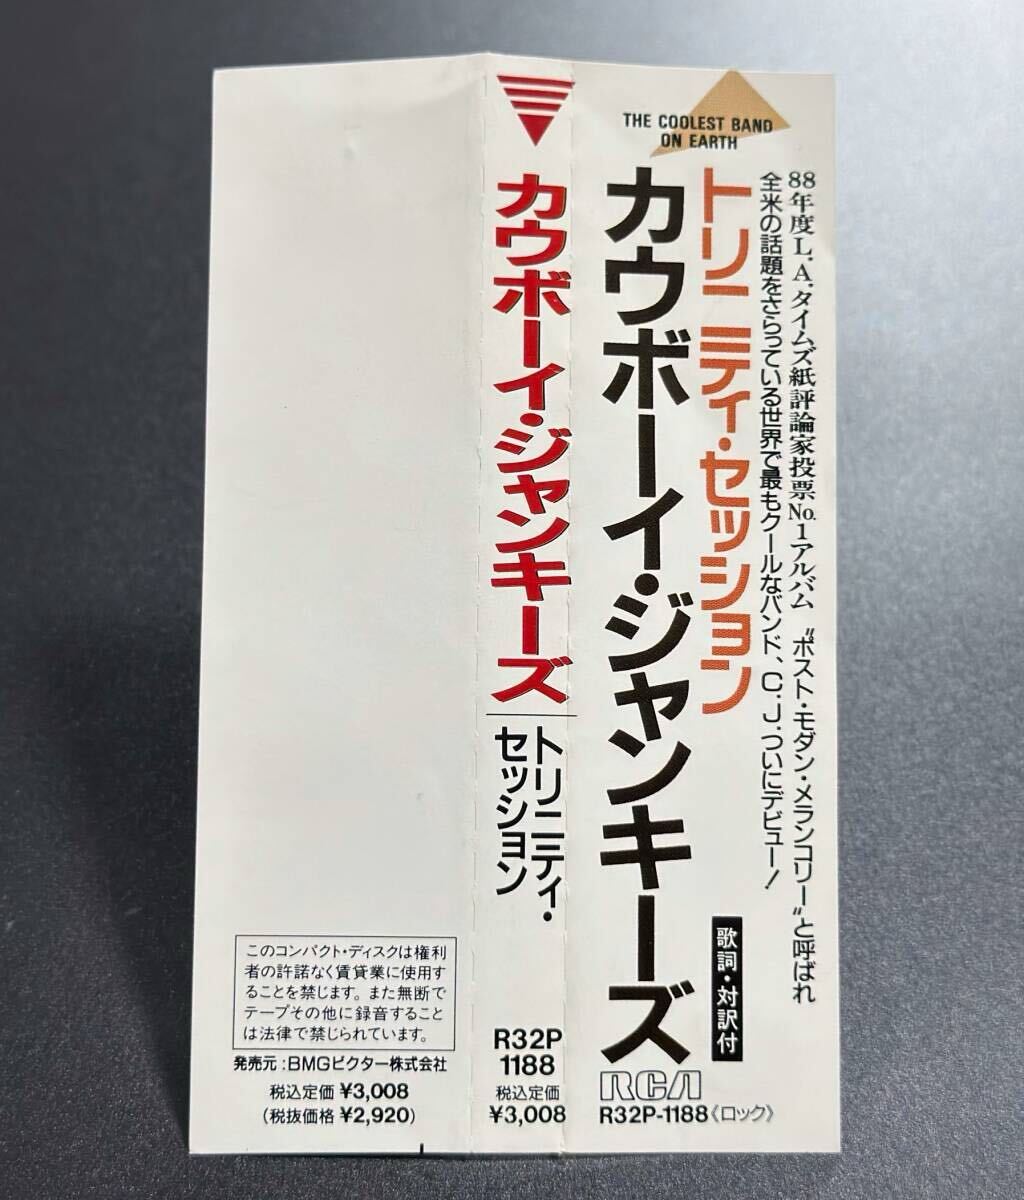 THE COOLEST BAND
ON EARTH
88年度L.A.タイムズ紙評論家投票No.1アルバム “ポスト・モダン・メランコリー”と呼ばれ
全米の話題をさらっている世界で最もクールなバンド、C.J.ついにデビュー!
トリニティ・セッション
カウボーイ・ジャンキーズ
歌詞・対訳付
RCA
R32P-1188《ロック》
カウボーイ・ジャンキーズ
トリニティ・
セッション
R32P
1188
税込定価
¥3,008
このコンパクト・ディスクは権利
者の許諾なく賃貸業に使用す
ることを禁じます。また無断で
テープその他に録音すること
は法律で禁じられています。
発売元:BMGビクター株式会社
税込定価 ¥3,008
(税抜価格 ¥2,920)